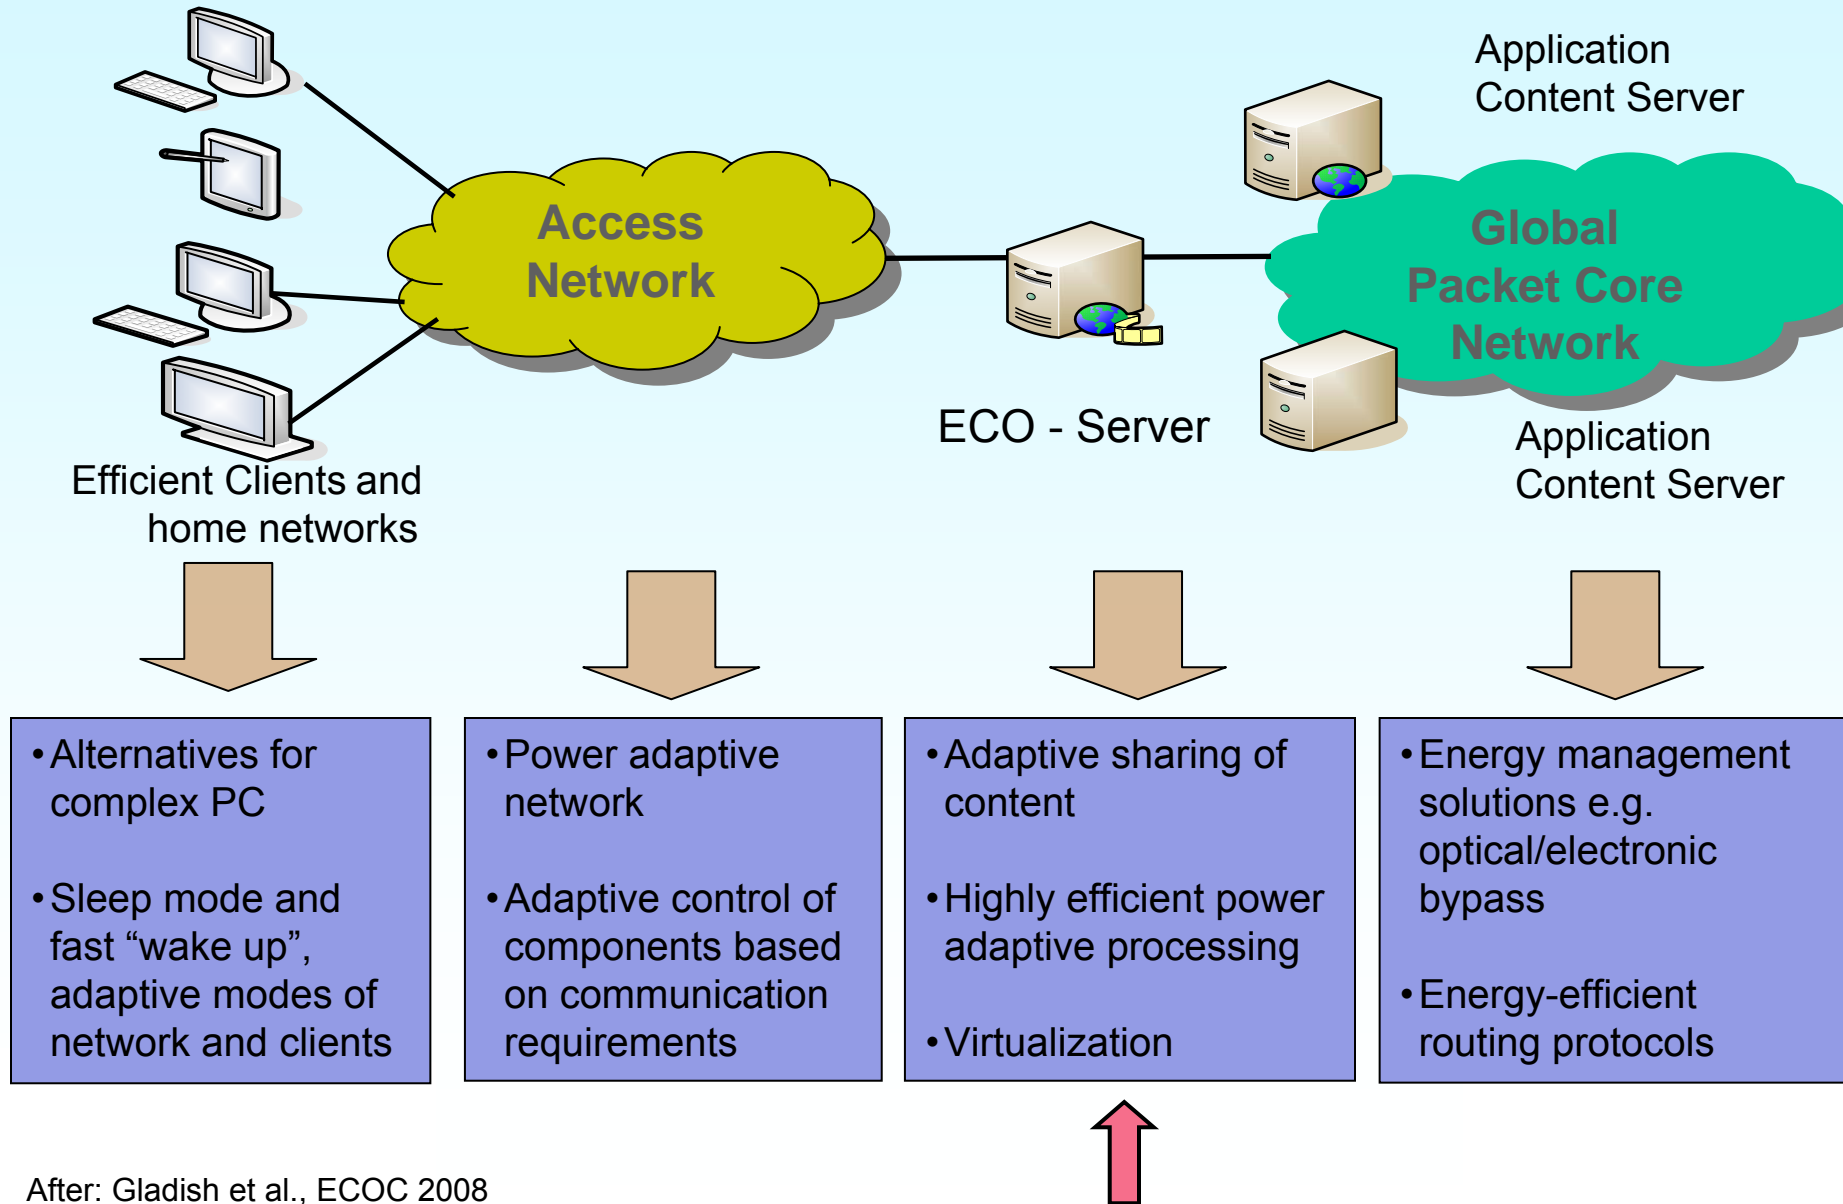 Application
Content Server
Access
Network
Global
Packet Core
Network
ECO - Server
Application
Content Server
Efficient Clients and
home networks
•Alternatives for
complex PC
•Sleep mode and
fast “wake up”,
adaptive modes of
network and clients
•Power adaptive
network
•Adaptive control of
components based
on communication
requirements
•Adaptive sharing of
content
•Highly efficient power
adaptive processing
•Virtualization
•Energy management
solutions e.g.
optical/electronic
bypass
•Energy-efficient
routing protocols
After: Gladish et al., ECOC 2008